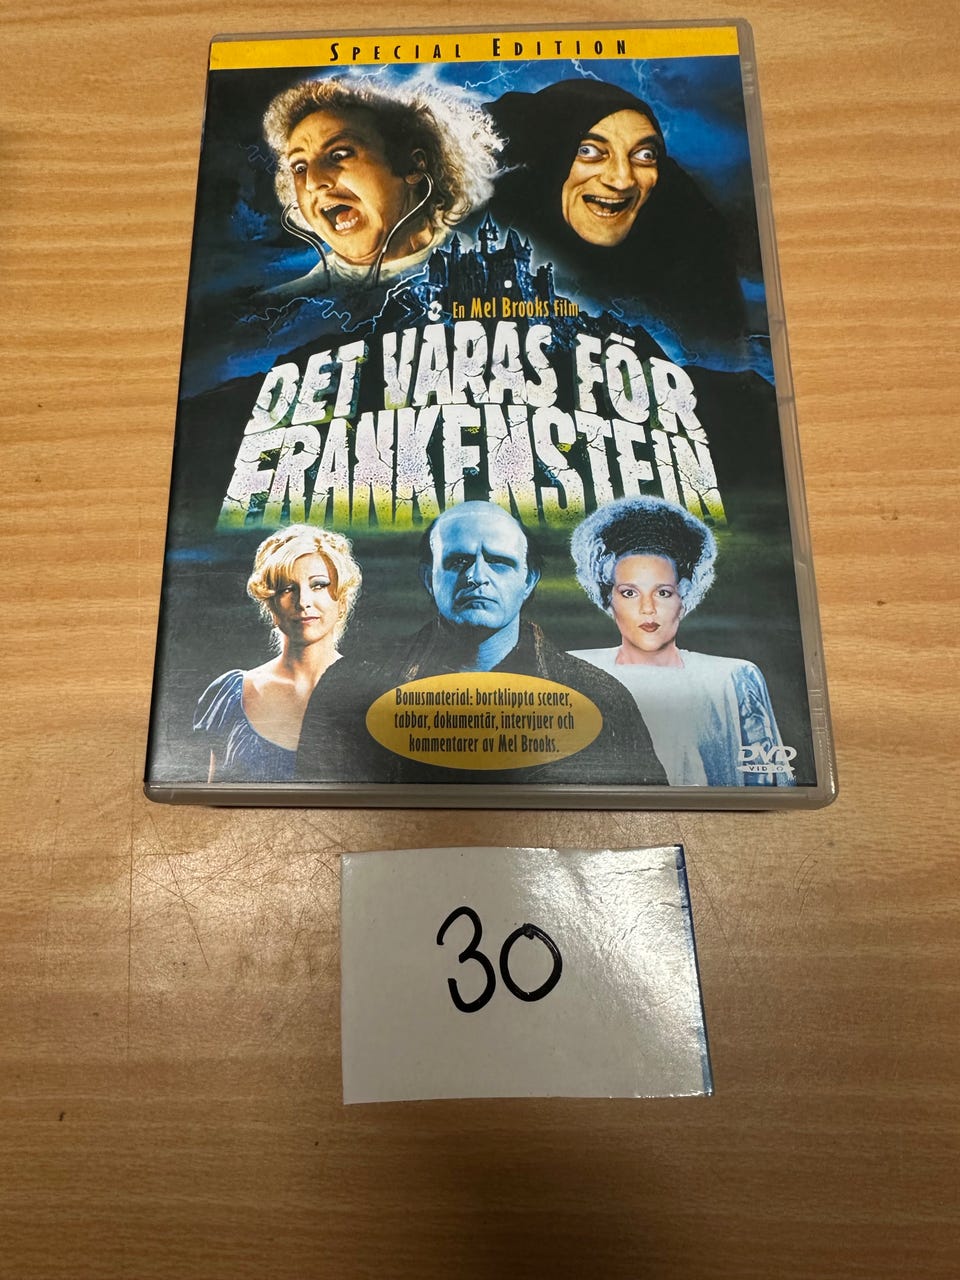 SPECIAL EDITION
En Mel Brooks Film
DET VÅRAS FÖR
FRANKENSTEIN
Bonusmaterial: bortklippta scener,
tabbar, dokumentär, intervjuer och
kommentarer av Mel Brooks.
DVD
VIDEO
30